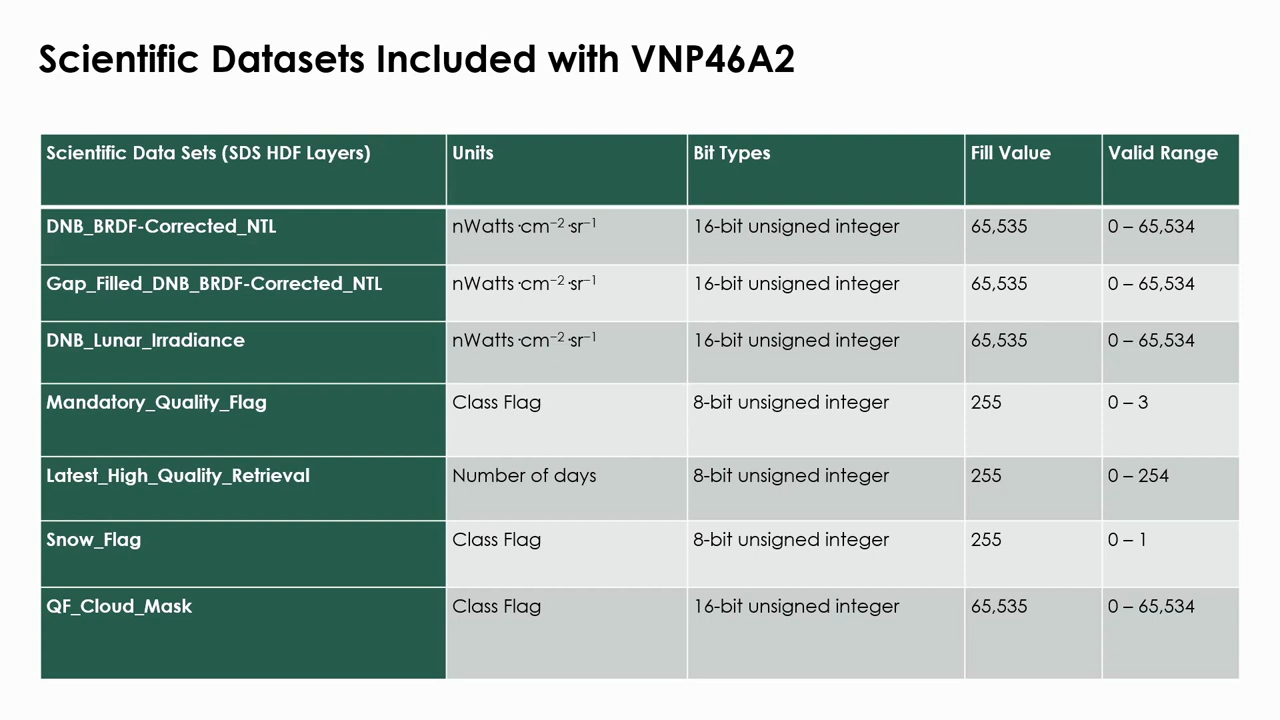 Scientific Datasets Included with VNP46A2
Scientific Data Sets (SDS HDF Layers) Units Bit Types Fill Value Valid Range
DNB_BRDF-Corrected_NTL nWatts·cm⁻²·sr⁻¹ 16-bit unsigned integer 65,535 0 – 65,534
Gap_Filled_DNB_BRDF-Corrected_NTL nWatts·cm⁻²·sr⁻¹ 16-bit unsigned integer 65,535 0 – 65,534
DNB_Lunar_Irradiance nWatts·cm⁻²·sr⁻¹ 16-bit unsigned integer 65,535 0 – 65,534
Mandatory_Quality_Flag Class Flag 8-bit unsigned integer 255 0 – 3
Latest_High_Quality_Retrieval Number of days 8-bit unsigned integer 255 0 – 254
Snow_Flag Class Flag 8-bit unsigned integer 255 0 – 1
QF_Cloud_Mask Class Flag 16-bit unsigned integer 65,535 0 – 65,534